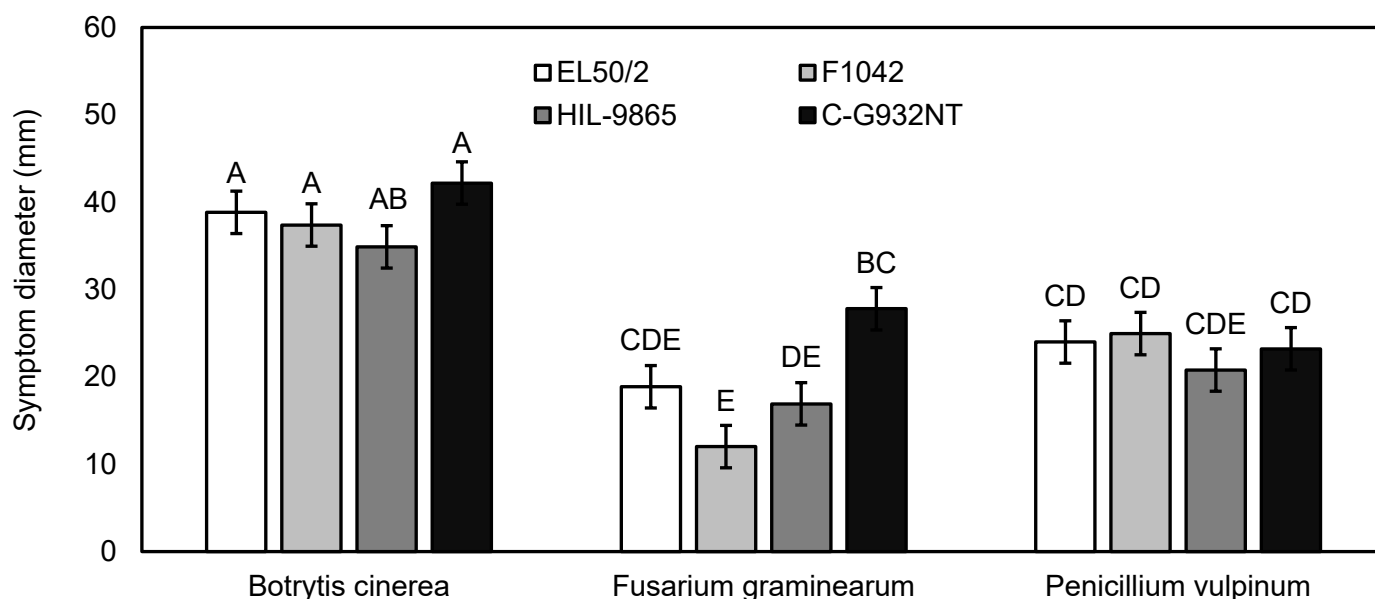 60
50
40
30
20
10
0
Symptom diameter (mm)
EL50/2 F1042
HIL-9865 C-G932NT
A A AB A
CDE E DE BC
CD CD CDE CD
Botrytis cinerea Fusarium graminearum Penicillium vulpinum